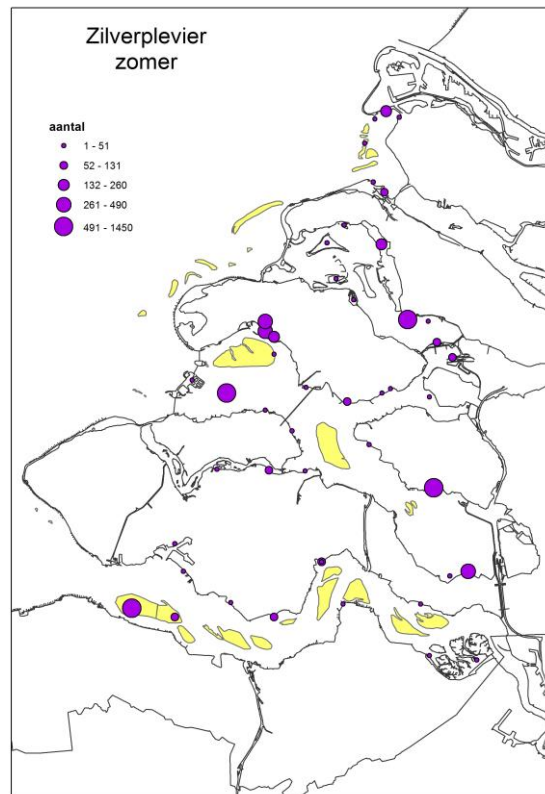 Zilverplevier
zomer
aantal
1 - 51
52 - 131
132 - 260
261 - 490
491 - 1450